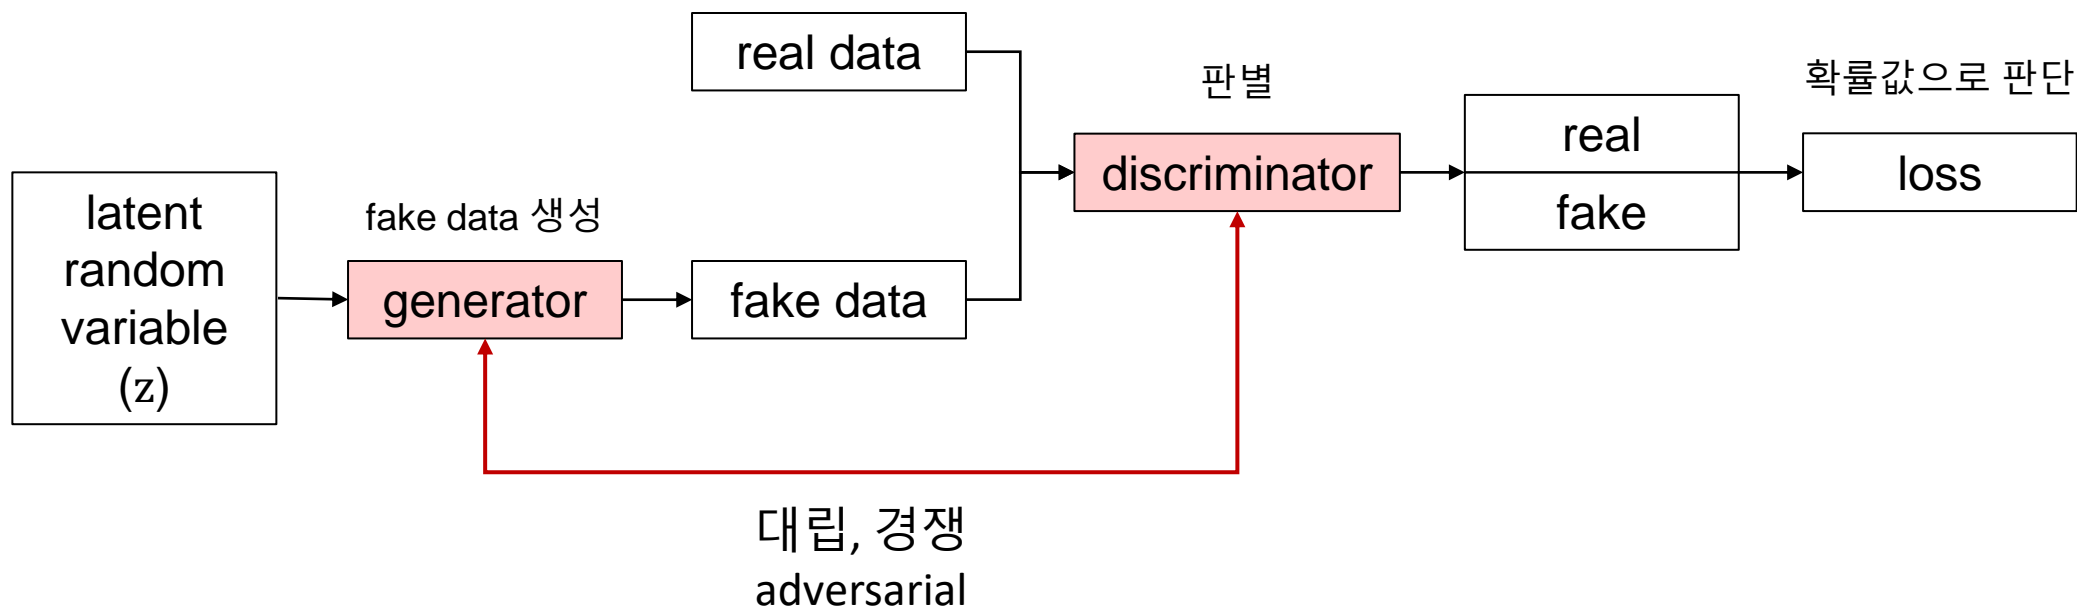 latent
random
variable
(z)
fake data 생성
generator
real data
fake data
판별
discriminator
real
fake
확률값으로 판단
loss
대립, 경쟁
adversarial